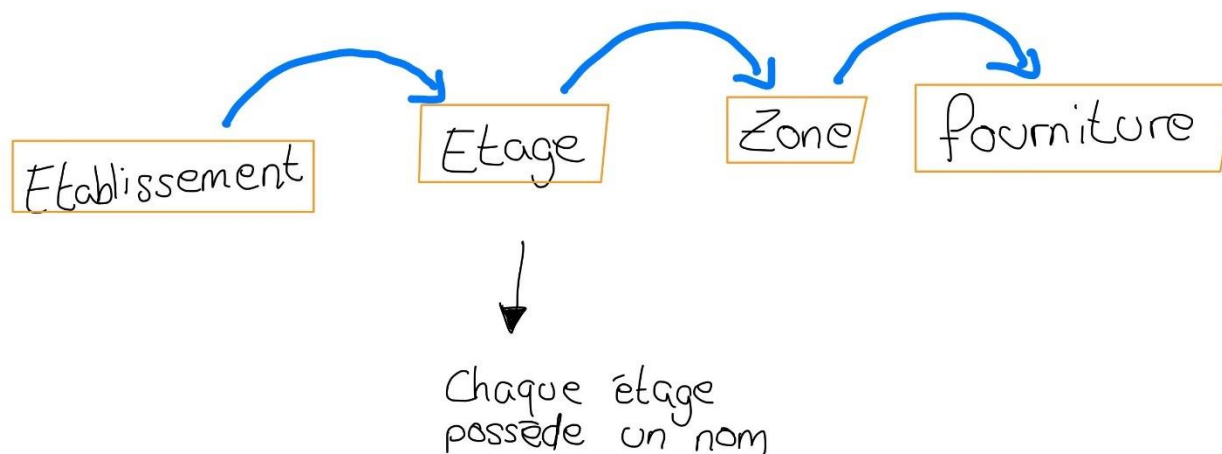 Etablissement
Etage
Zone
fourniture
Chaque étage
possède un nom